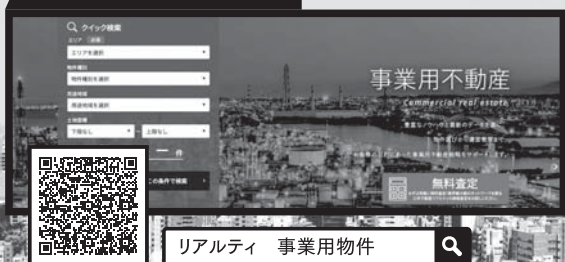 クイック検索
エリア 必須
エリアを選択
物件種別
物件種別を選択
用途地域
用途地域を選択
土地面積
下限なし ~ 上限なし
件
この条件で検索
事業用不動産
Commercial real estate
無料査定
リアルティ 事業用物件